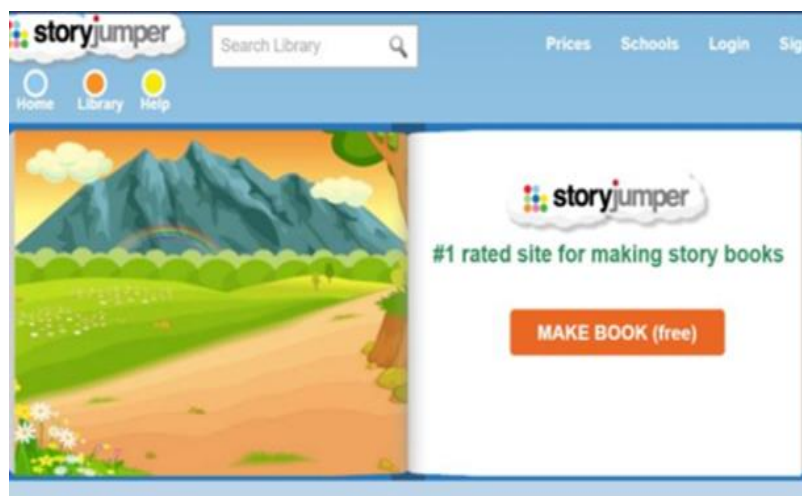 storyjumper
Search Library
Prices Schools Login Sig
Home Library Help
storyjumper
#1 rated site for making story books
MAKE BOOK (free)